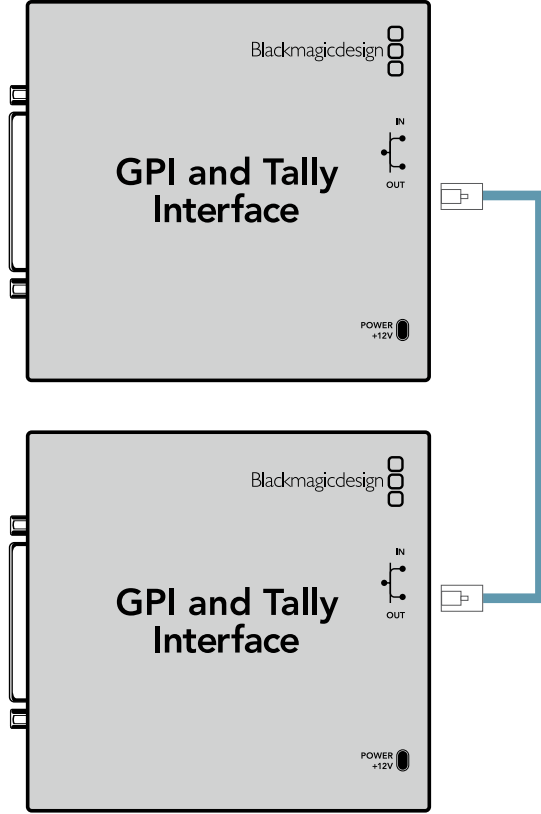 Blackmagicdesign
IN
GPI and Tally
Interface
OUT
POWER
+12V
Blackmagicdesign
IN
GPI and Tally
Interface
OUT
POWER
+12V